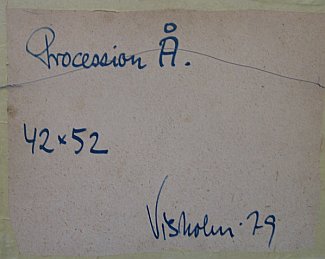 Procession Å.
42×52
Visholm·79